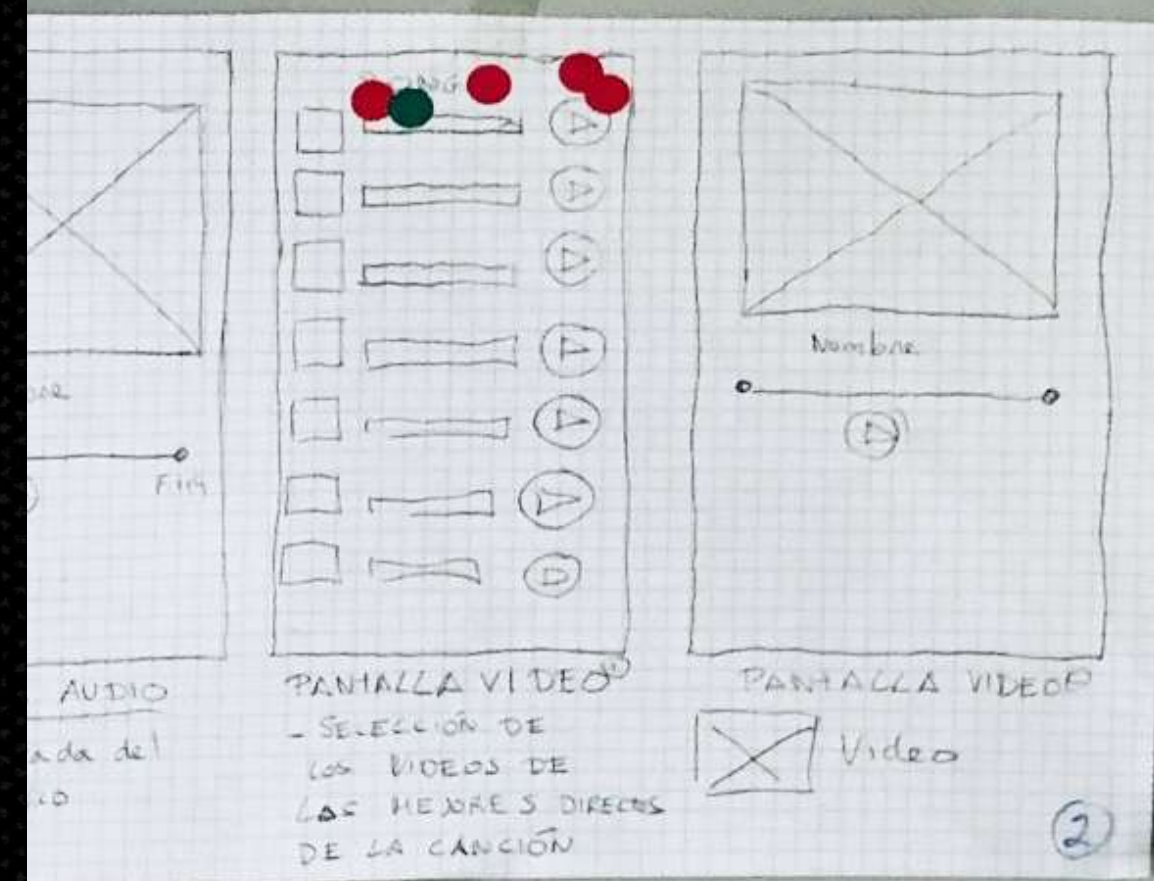 Nombre
Fin
AUDIO
ada del
PANTALLA VIDEO
- SELECCIÓN DE
LOS VIDEOS DE
LAS MEJORES DIRECTOS
DE LA CANCIÓN
PANTALLA VIDEO
Video
2